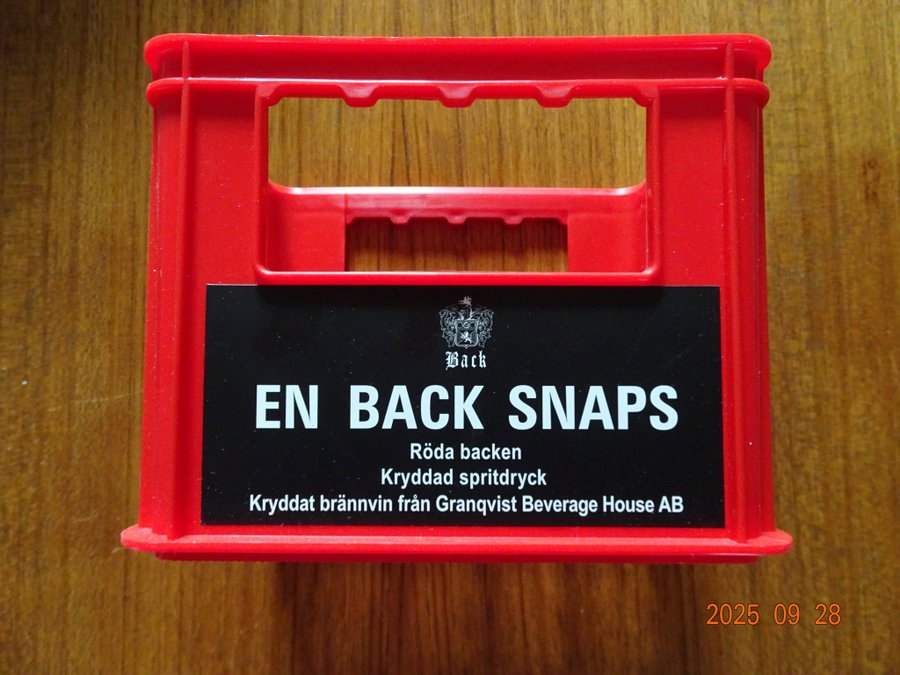 Back
EN BACK SNAPS
Röda backen
Kryddad spritdryck
Kryddat brännvin från Granqvist Beverage House AB
2025 09 28